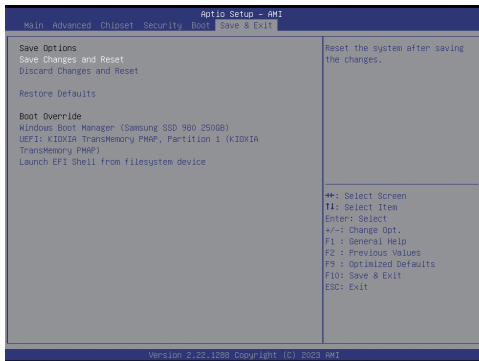 Aptio Setup - AMI
Main Advanced Chipset Security Boot Save & Exit
Save Options
Save Changes and Reset
Discard Changes and Reset
Restore Defaults
Boot Override
Windows Boot Manager (Samsung SSD 980 250GB)
UEFI: KIOXIA TransMemory PMAP, Partition 1 (KIOXIA
TransMemory PMAP)
Launch EFI Shell from filesystem device
Reset the system after saving
the changes.
→←: Select Screen
↑↓: Select Item
Enter: Select
+/-: Change Opt.
F1 : General Help
F2 : Previous Values
F9 : Optimized Defaults
F10: Save & Exit
ESC: Exit
Version 2.22.1288 Copyright (C) 2023 AMI